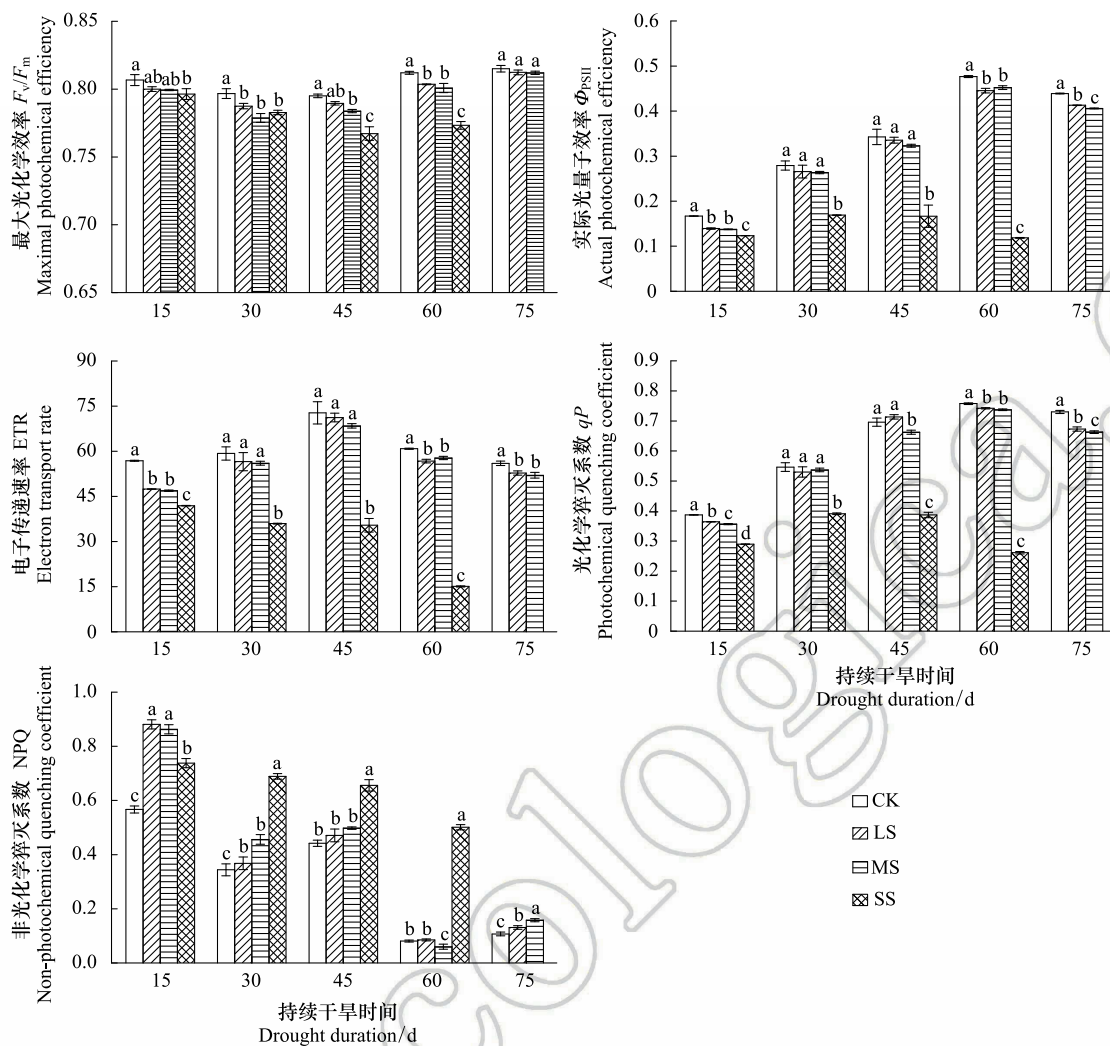 最大光化学效率 Fv/Fm
Maximal photochemical efficiency
0.85
0.80
0.75
0.70
0.65
a ab ab b
a b b b
a ab b c
a b b c
a a a
15 30 45 60 75
实际光量子效率 ΦPSII
Actual photochemical efficiency
0.6
0.5
0.4
0.3
0.2
0.1
0
a b b c
a a a b
a a a b
a b b c
a b c
15 30 45 60 75
电子传递速率 ETR
Electron transport rate
90
75
60
45
30
15
0
a b b c
a a a b
a a a b
a b b c
a b b
15 30 45 60 75
光化学猝灭系数 qP
Photochemical quenching coefficient
0.9
0.8
0.7
0.6
0.5
0.4
0.3
0.2
0.1
0
a b c d
a a a b
a a b c
a b b c
a b c
15 30 45 60 75
持续干旱时间
Drought duration/d
非光化学猝灭系数 NPQ
Non-photochemical quenching coefficient
1.0
0.8
0.6
0.4
0.2
0.0
c a a b
c b b a
b b b a
b b c a
c b a
15 30 45 60 75
持续干旱时间
Drought duration/d
CK
LS
MS
SS
cologica